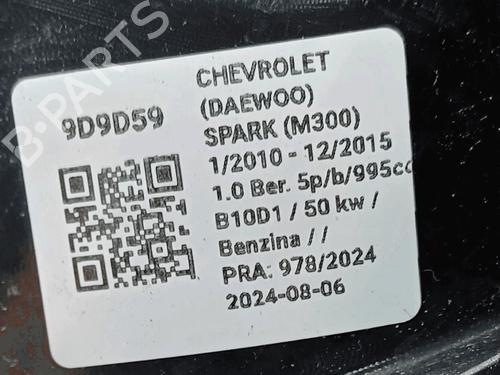 9D9D59
CHEVROLET
(DAEWOO)
SPARK (M300)
1/2010 - 12/2015
1.0 Ber. 5p/b/995cc
B10D1 / 50 kw /
Benzina / /
PRA: 978/2024
2024-08-06
B-PARTS